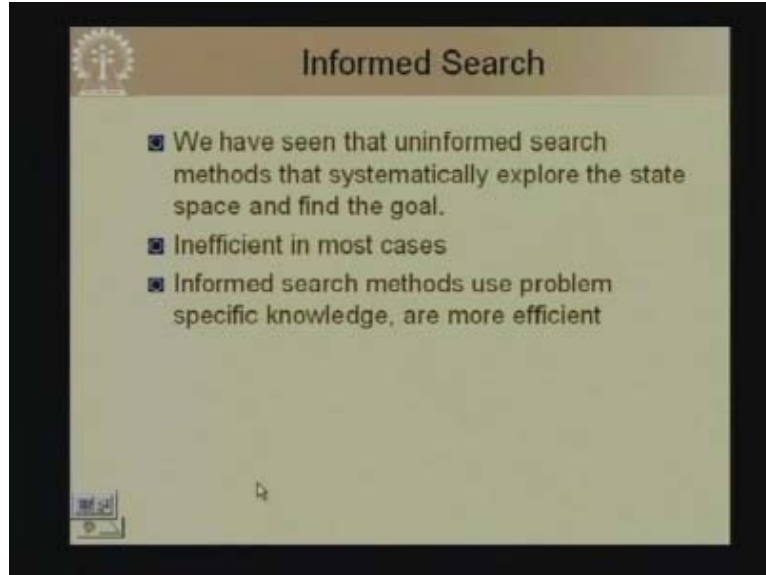 Informed Search
We have seen that uninformed search
methods that systematically explore the state
space and find the goal.
Inefficient in most cases
Informed search methods use problem
specific knowledge, are more efficient